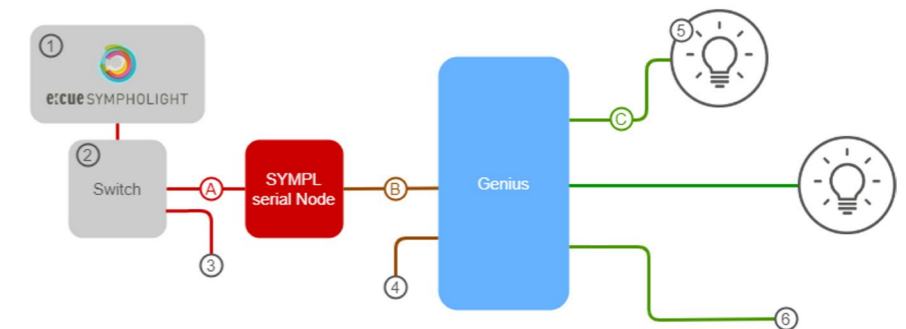 1
e:cue SYMPHOLIGHT
2
Switch
A
SYMPL
serial Node
B
Genius
C
5
3
4
6